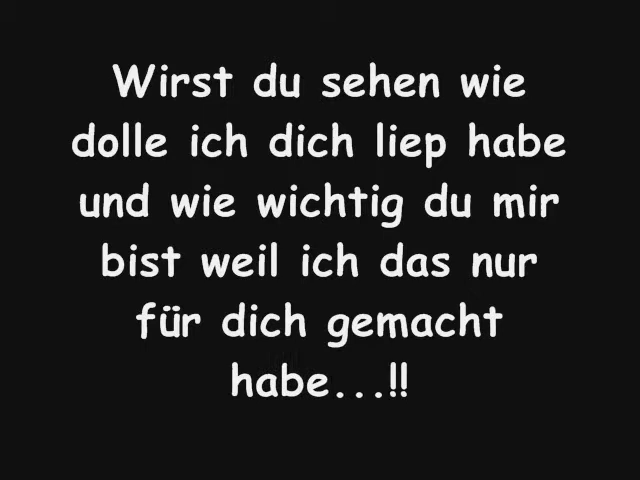 Wirst du sehen wie
dolle ich dich liep habe
und wie wichtig du mir
bist weil ich das nur
für dich gemacht
habe...!!